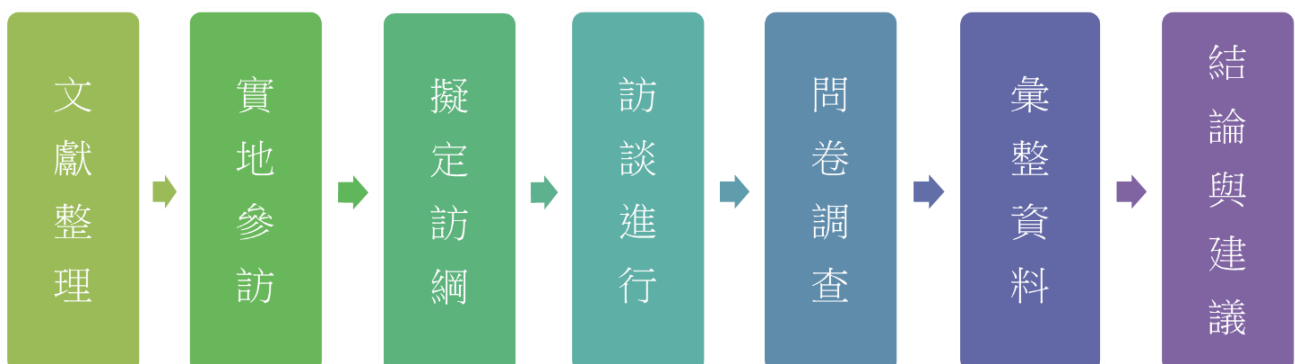 文獻整理
實地參訪
擬定訪綱
訪談進行
問卷調查
彙整資料
結論與建議